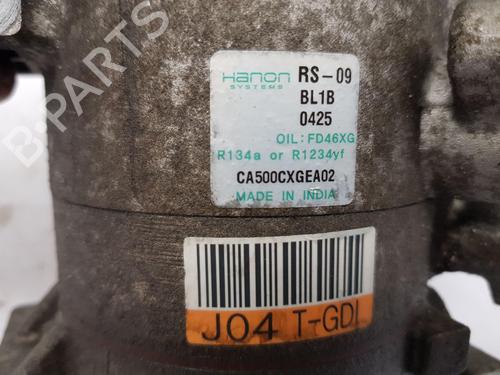 Hanon RS-09
SYSTEMS
BL1B
0425
OIL:FD46XG
R134a or R1234yf
CA500CXGEA02
MADE IN INDIA
J04 T-GDI
B-PARTS